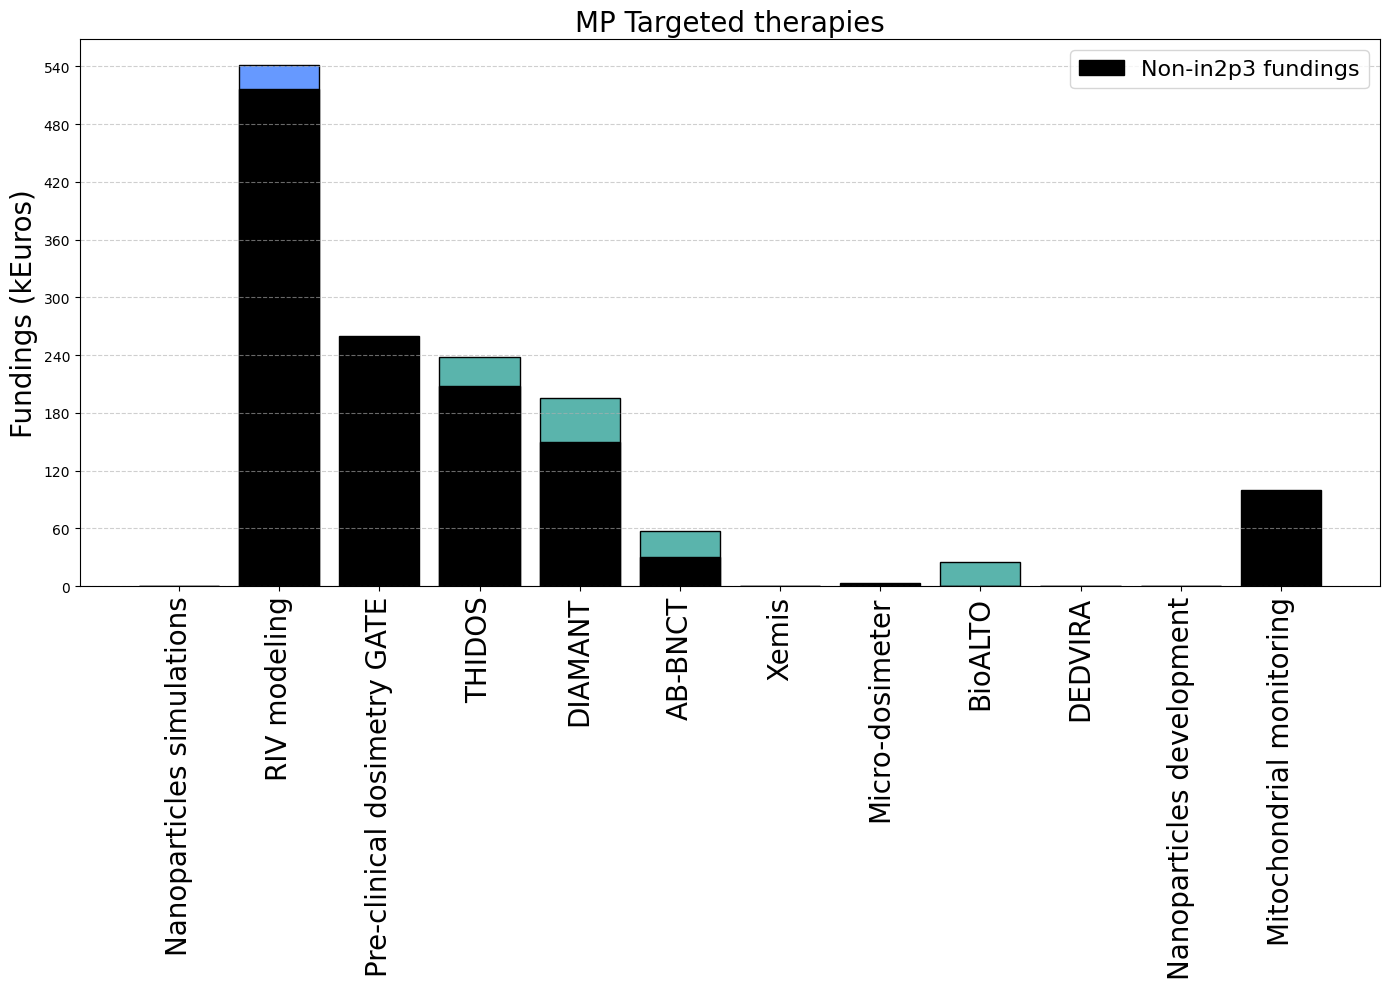 MP Targeted therapies
Non-in2p3 fundings
Fundings (kEuros)
540
480
420
360
300
240
180
120
60
0
Nanoparticles simulations
RIV modeling
Pre-clinical dosimetry GATE
THIDOS
DIAMANT
AB-BNCT
Xemis
Micro-dosimeter
BioALTO
DEDVIRA
Nanoparticles development
Mitochondrial monitoring